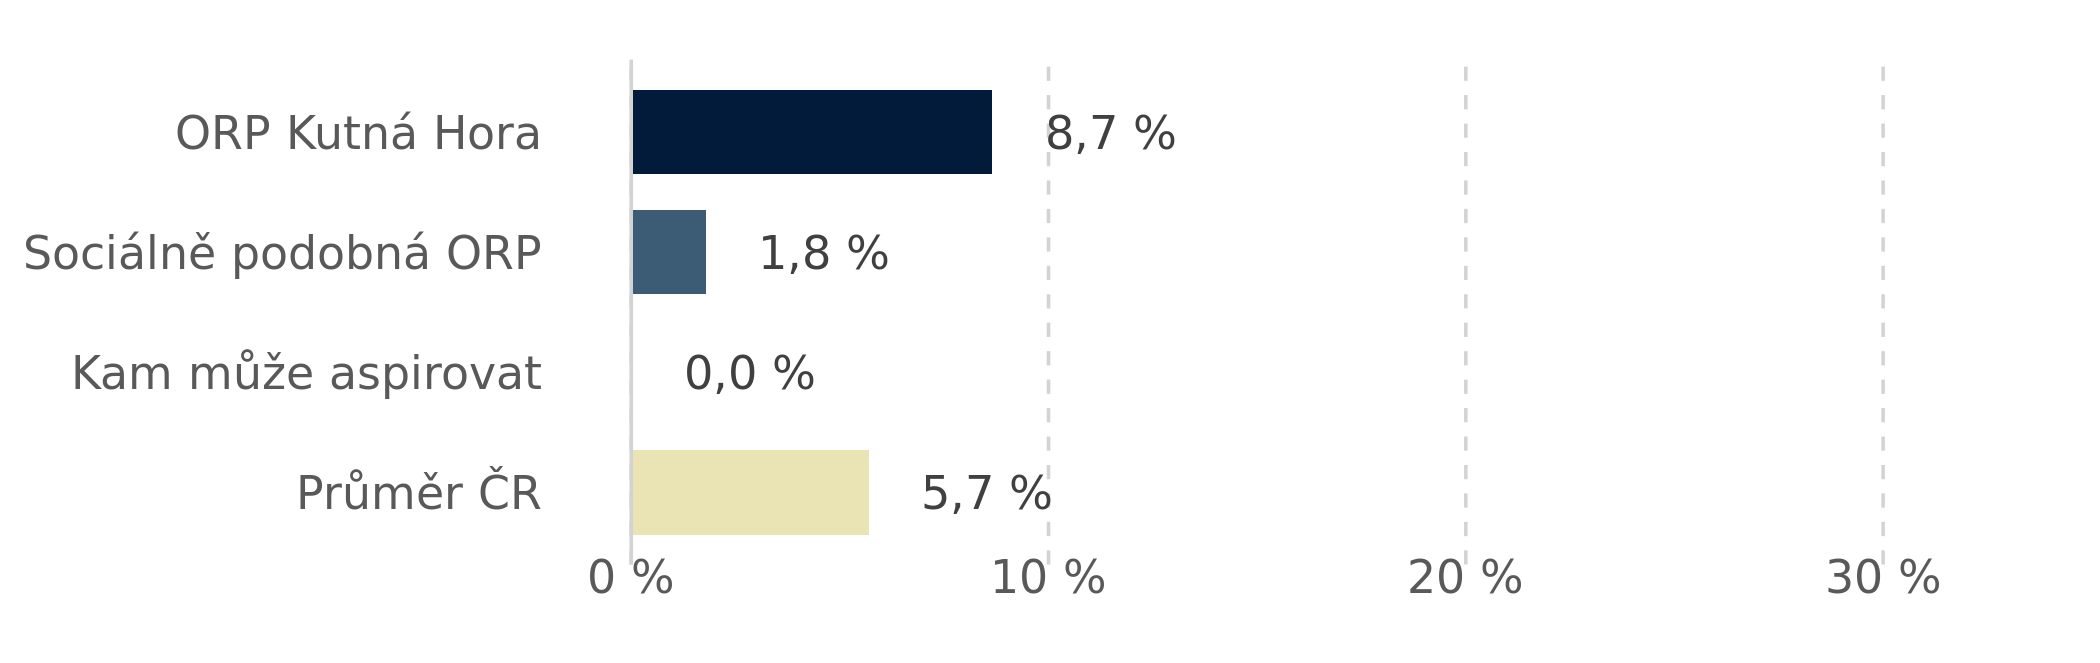 ORP Kutná Hora 8,7 %
Sociálně podobná ORP 1,8 %
Kam může aspirovat 0,0 %
Průměr ČR 5,7 %
0 % 10 % 20 % 30 %